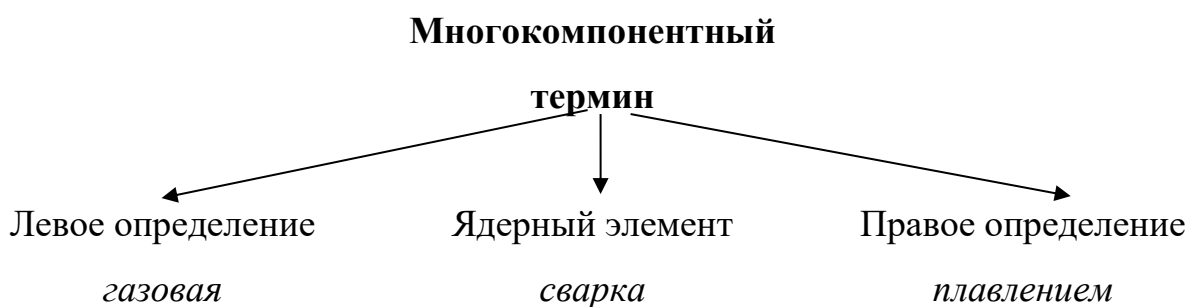 Многокомпонентный
термин
Левое определение Ядерный элемент Правое определение
газовая сварка плавлением